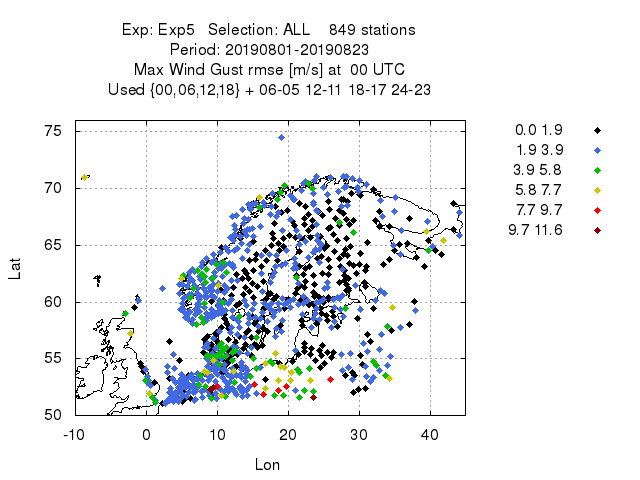 Exp: Exp5 Selection: ALL 849 stations
Period: 20190801-20190823
Max Wind Gust rmse [m/s] at 00 UTC
Used {00,06,12,18} + 06-05 12-11 18-17 24-23
0.0 1.9
1.9 3.9
3.9 5.8
5.8 7.7
7.7 9.7
9.7 11.6
75
70
65
60
55
50
Lat
-10 0 10 20 30 40
Lon